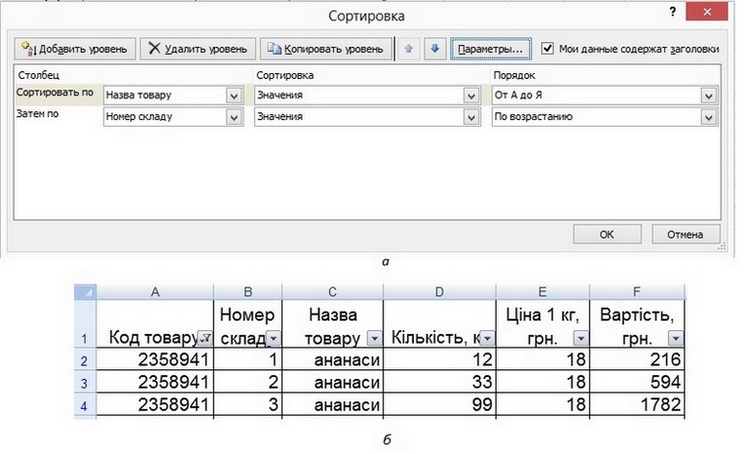 Сортировка
? x
Добавить уровень Удалить уровень Копировать уровень Параметры... Мои данные содержат заголовки
Столбец Сортировка Порядок
Сортировать по Назва товару Значения От А до Я
Затем по Номер складу Значения По возрастанию
ОК Отмена
а
A B C D E F
1 Код товару Номер склад Назва товару Кількість, к Ціна 1 кг, грн. Вартість, грн.
2 2358941 1 ананаси 12 18 216
3 2358941 2 ананаси 33 18 594
4 2358941 3 ананаси 99 18 1782
б